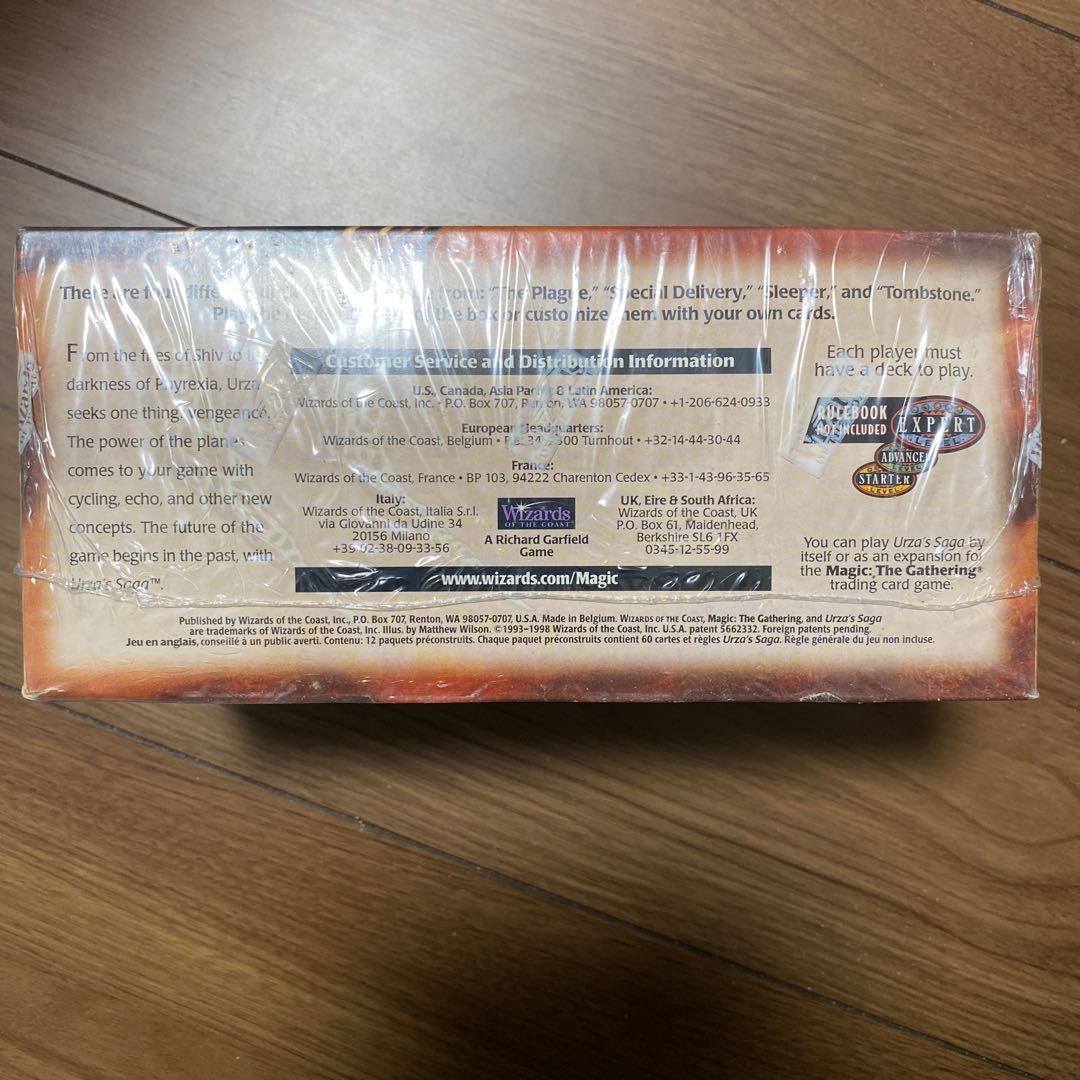 There are four diffe from: "The Plague," "Special Delivery," "Sleeper," and "Tombstone."
Play the of the box or customize them with your own cards.
From the fires of Shiv to the
darkness of Phyrexia, Urza
seeks one thing, vengeance.
The power of the planes
comes to your game with
cycling, echo, and other new
concepts. The future of the
game begins in the past, with
Urza's Saga™.
Customer Service and Distribution Information
U.S., Canada, Asia Pacific & Latin America:
Wizards of the Coast, Inc. • P.O. Box 707, Renton, WA 98057-0707 • +1-206-624-0933
European Headquarters:
Wizards of the Coast, Belgium • 34 300 Turnhout • +32-14-44-30-44
France:
Wizards of the Coast, France • BP 103, 94222 Charenton Cedex • +33-1-43-96-35-65
Italy:
Wizards of the Coast, Italia S.r.l.
via Giovanni da Udine 34
20156 Milano
+39-02-38-09-33-56
Wizards
OF THE COAST
A Richard Garfield
Game
UK, Eire & South Africa:
Wizards of the Coast, UK
P.O. Box 61, Maidenhead,
Berkshire SL6 1FX
0345-12-55-99
www.wizards.com/Magic
Each player must
have a deck to play.
RULEBOOK
NOT INCLUDED
EXPERT
LEVEL
ADVANCED
LEVEL
STARTER
LEVEL
You can play Urza's Saga by
itself or as an expansion for
the Magic: The Gathering®
trading card game.
Published by Wizards of the Coast, Inc., P.O. Box 707, Renton, WA 98057-0707, U.S.A. Made in Belgium. WIZARDS OF THE COAST, Magic: The Gathering, and Urza's Saga
are trademarks of Wizards of the Coast, Inc. Illus. by Matthew Wilson. ©1993–1998 Wizards of the Coast, Inc. U.S.A. patent 5662332. Foreign patents pending.
Jeu en anglais, conseillé à un public averti. Contenu: 12 paquets préconstruits. Chaque paquet préconstruit contient 60 cartes et règles Urza's Saga. Règle générale du jeu non incluse.